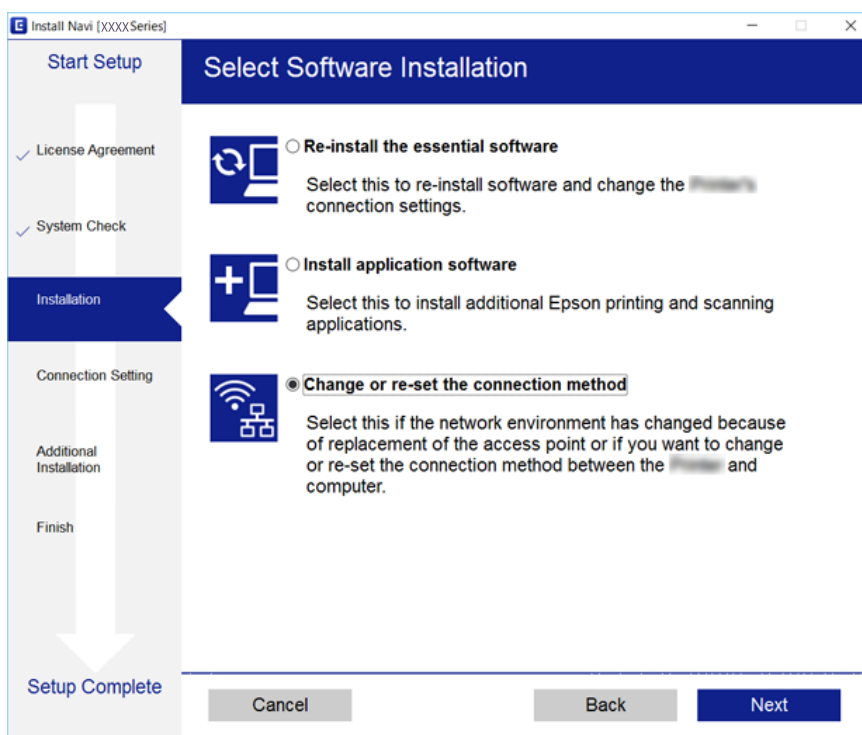 Install Navi [XXXX Series]
Start Setup
License Agreement
System Check
Installation
Connection Setting
Additional
Installation
Finish
Setup Complete
Select Software Installation
Re-install the essential software
Select this to re-install software and change the
connection settings.
Install application software
Select this to install additional Epson printing and scanning
applications.
Change or re-set the connection method
Select this if the network environment has changed because
of replacement of the access point or if you want to change
or re-set the connection method between the and
computer.
Cancel
Back
Next